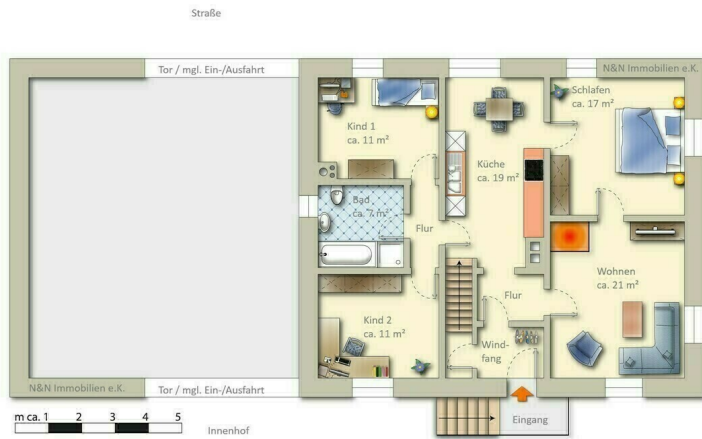 Straße
Tor / mgl. Ein-/Ausfahrt
N&N Immobilien e.K.
Schlafen
ca. 17 m²
Kind 1
ca. 11 m²
Küche
ca. 19 m²
Bad
ca. 7 m²
Flur
Wohnen
ca. 21 m²
Flur
Kind 2
ca. 11 m²
Wind-
fang
N&N Immobilien e.K.
Tor / mgl. Ein-/Ausfahrt
m ca. 1 2 3 4 5
Innenhof
Eingang